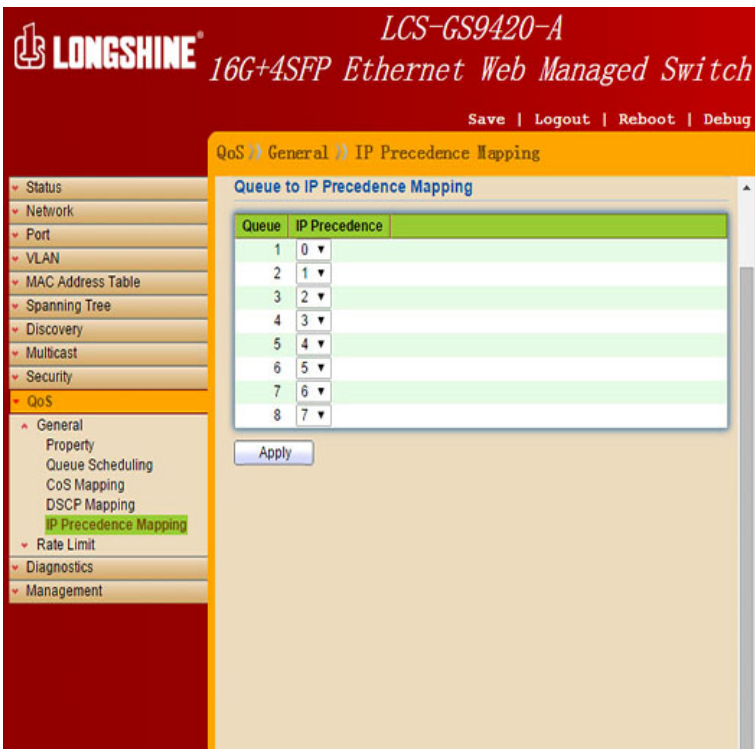 LONGSHINE®
LCS-GS9420-A
16G+4SFP Ethernet Web Managed Switch
Save | Logout | Reboot | Debug
QoS 》 General 》 IP Precedence Mapping
Status
Network
Port
VLAN
MAC Address Table
Spanning Tree
Discovery
Multicast
Security
QoS
General
Property
Queue Scheduling
CoS Mapping
DSCP Mapping
IP Precedence Mapping
Rate Limit
Diagnostics
Management
Queue to IP Precedence Mapping
Queue IP Precedence
1 0
2 1
3 2
4 3
5 4
6 5
7 6
8 7
Apply